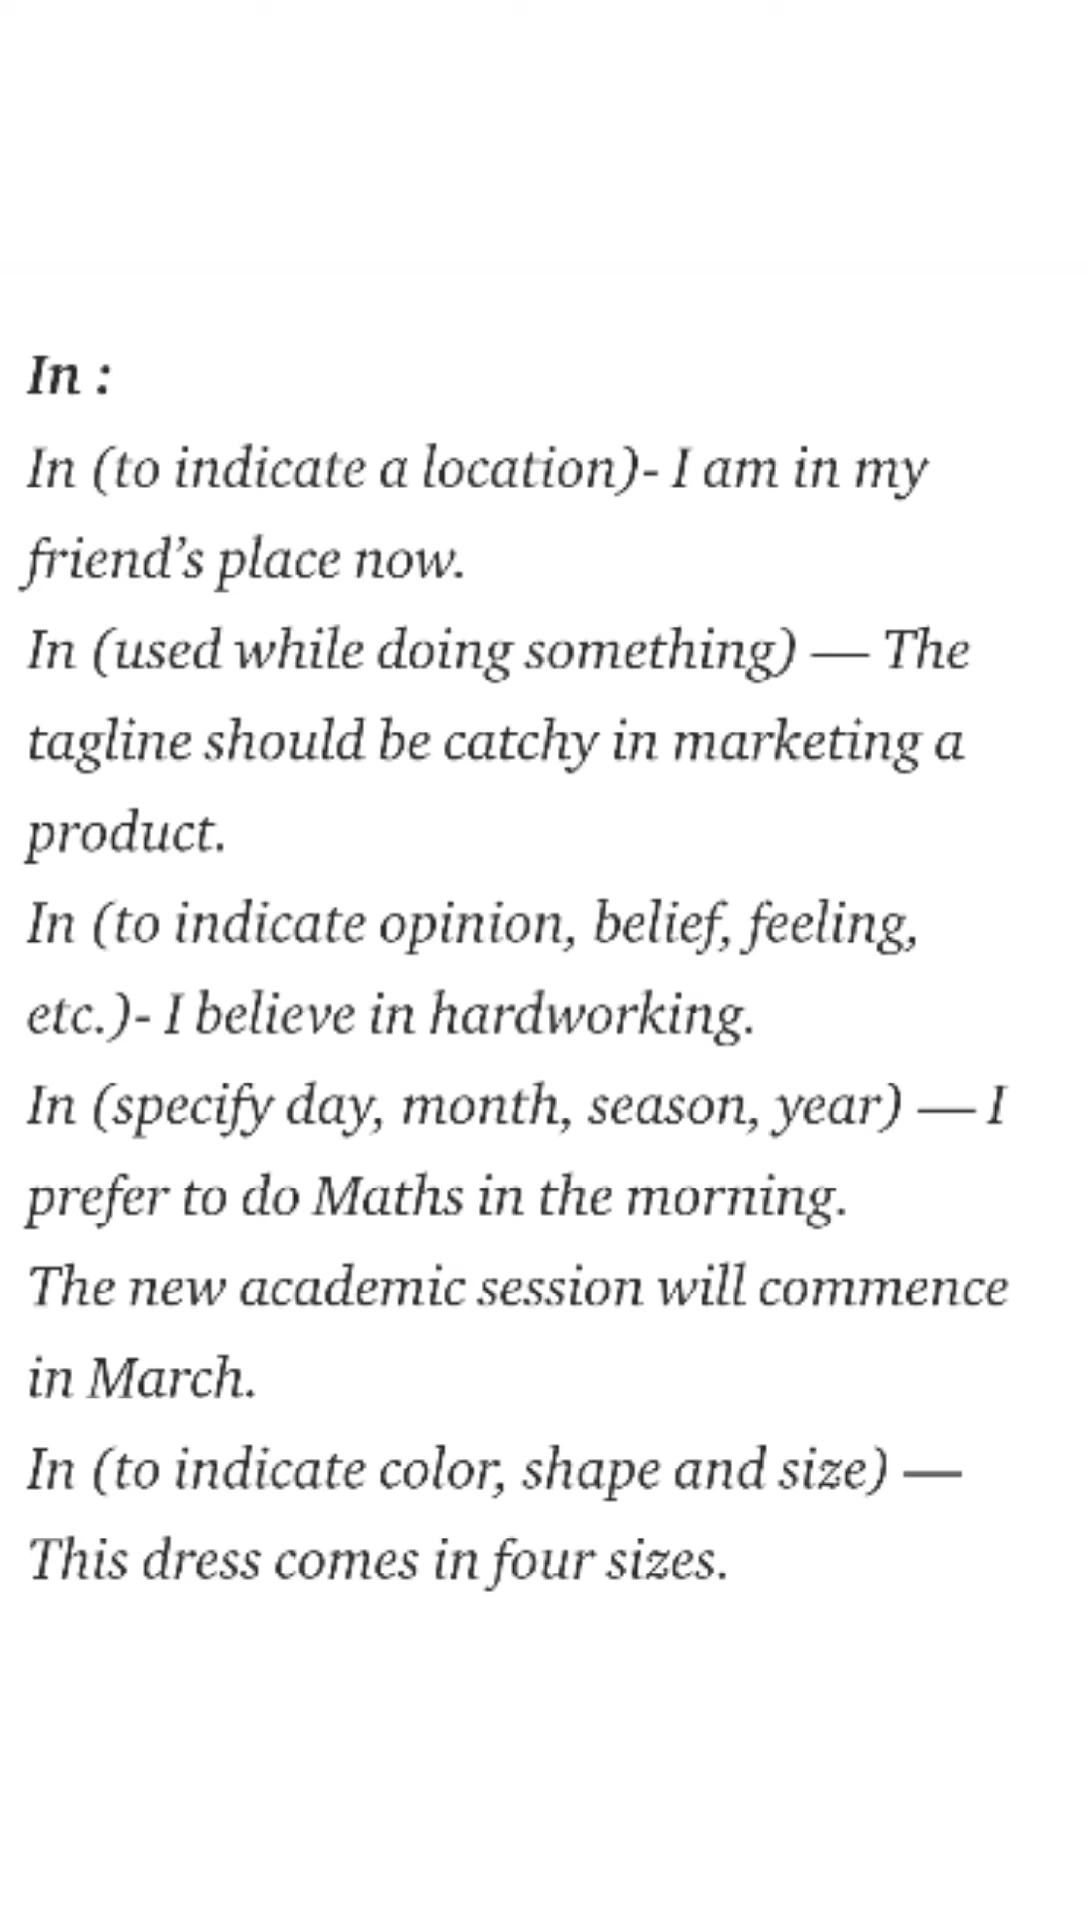 In :
In (to indicate a location)- I am in my
friend’s place now.
In (used while doing something) — The
tagline should be catchy in marketing a
product.
In (to indicate opinion, belief, feeling,
etc.)- I believe in hardworking.
In (specify day, month, season, year) — I
prefer to do Maths in the morning.
The new academic session will commence
in March.
In (to indicate color, shape and size) —
This dress comes in four sizes.